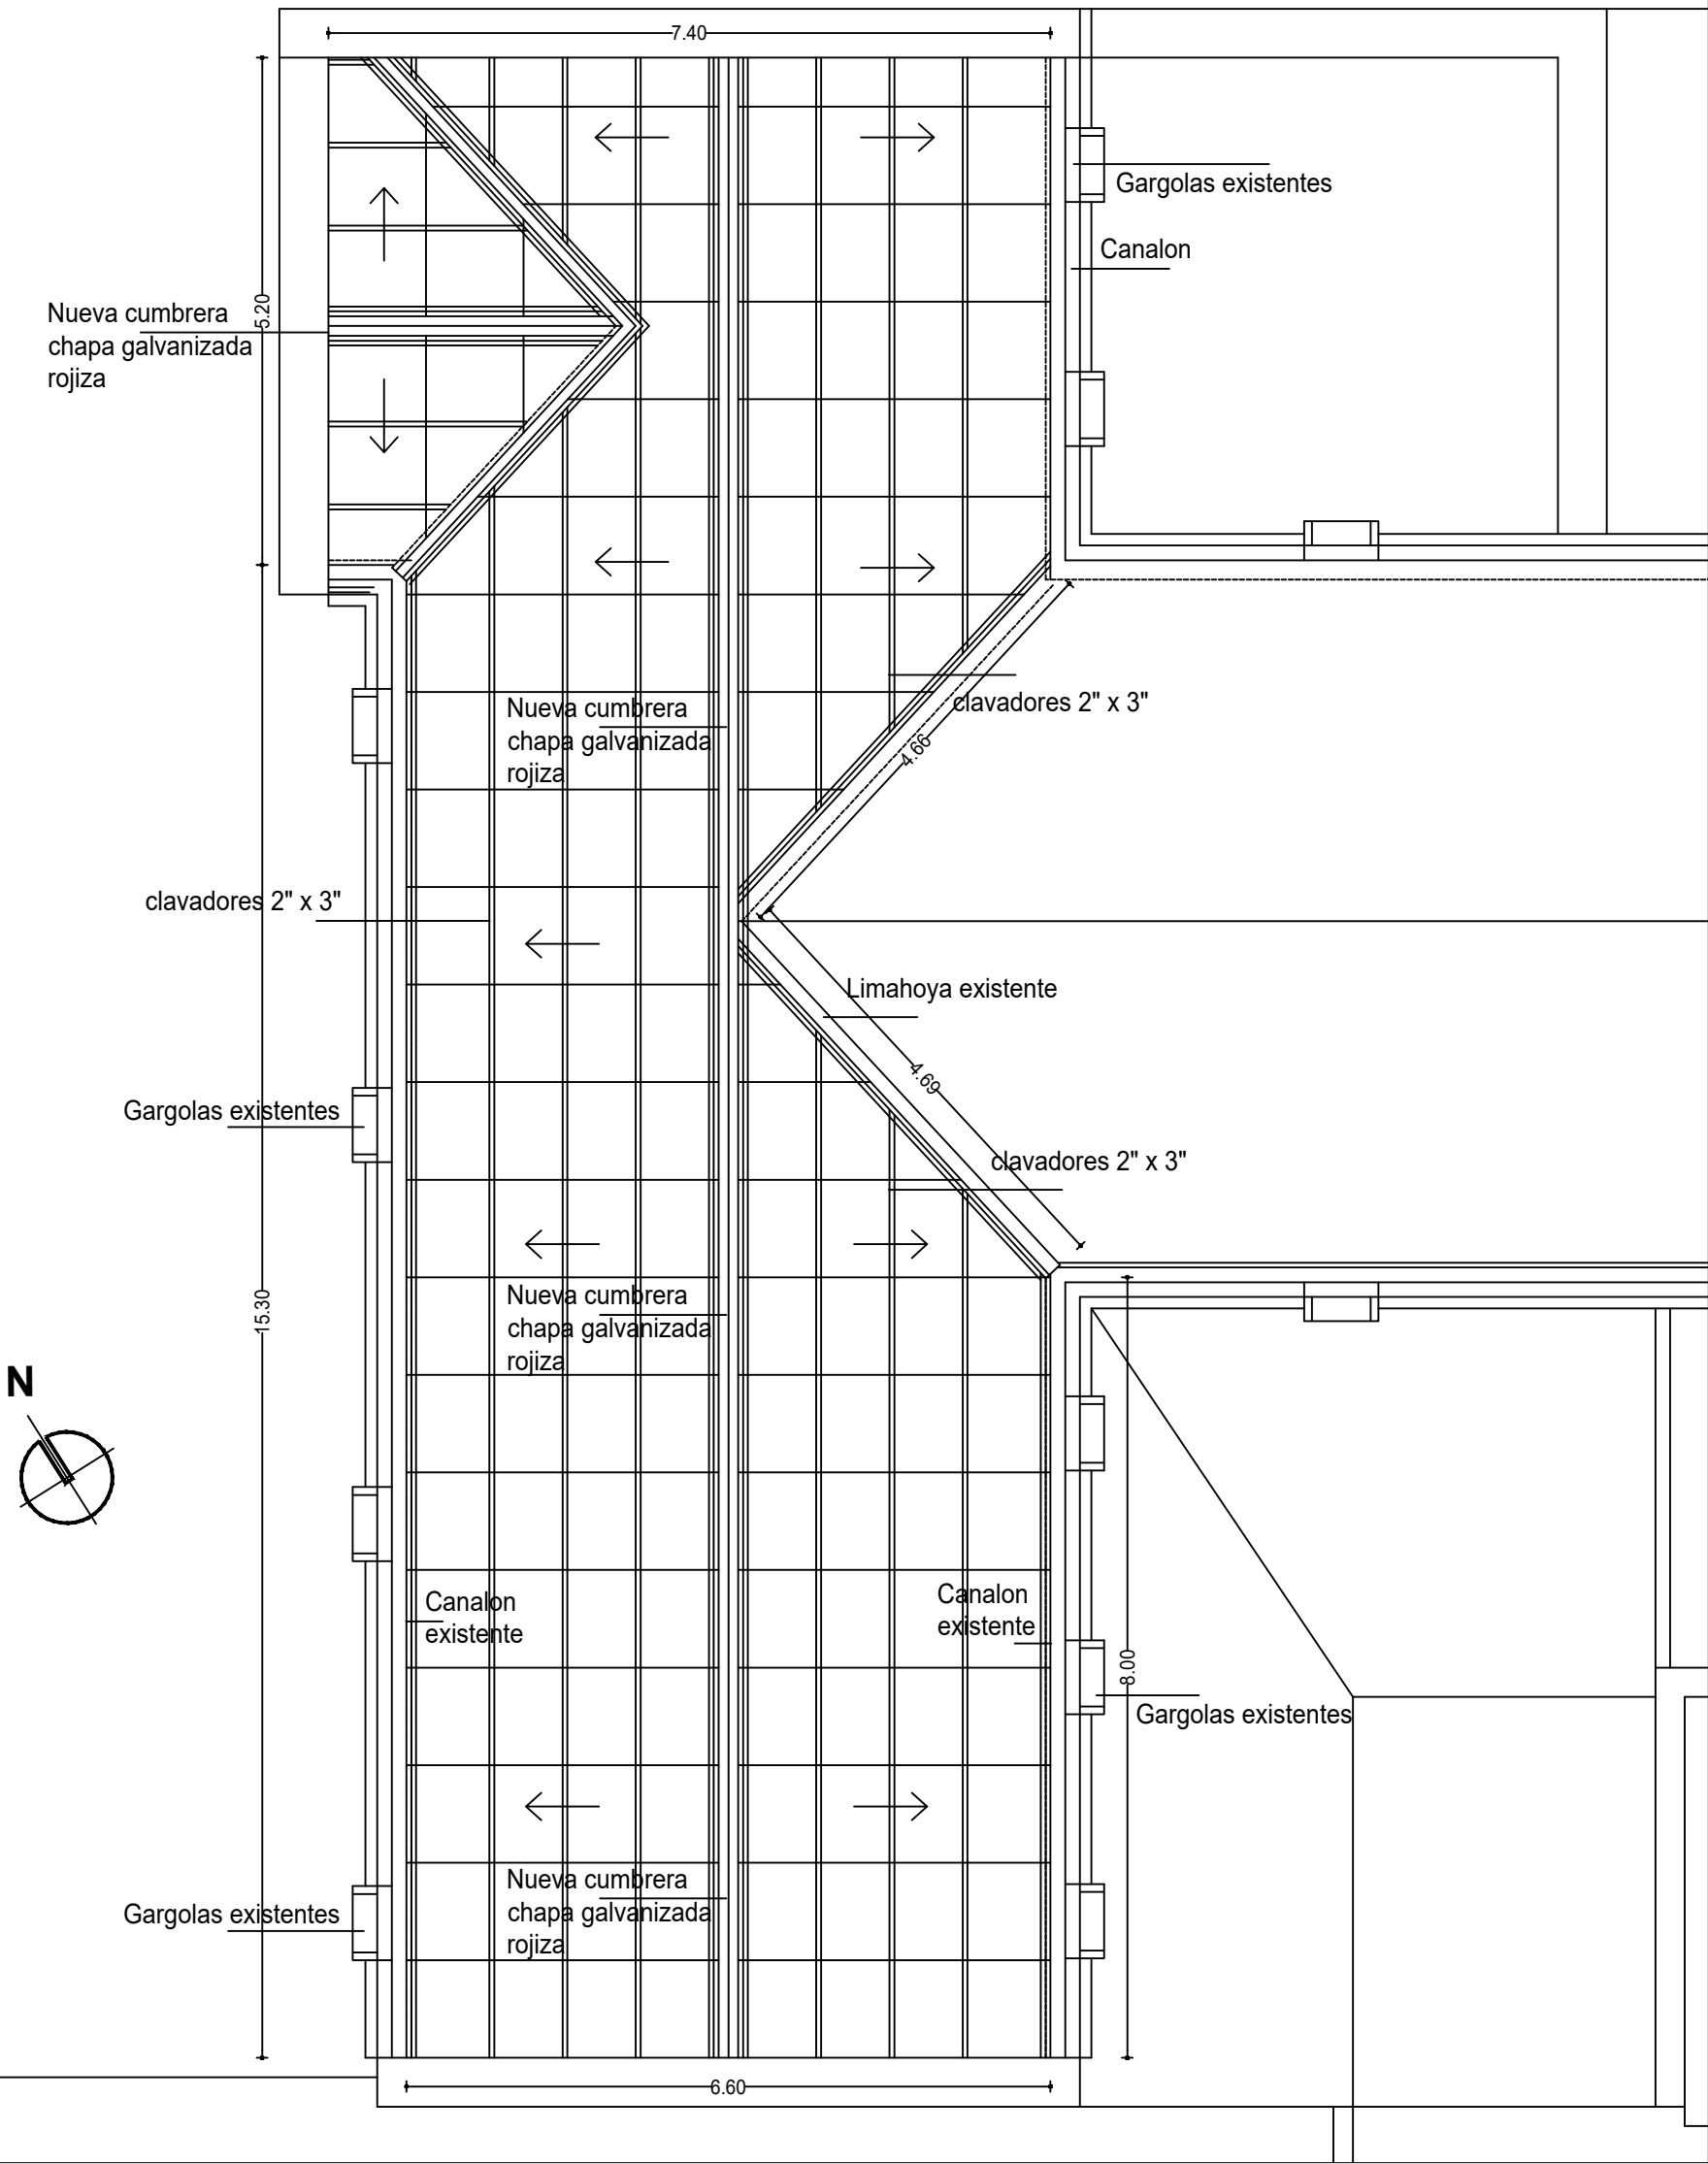 7.40
Gargolas existentes
Canalon
Nueva cumbrera
chapa galvanizada
rojiza
5.20
clavadores 2" x 3"
Nueva cumbrera
chapa galvanizada
rojiza
4.66
clavadores 2" x 3"
Limahoya existente
4.69
Gargolas existentes
clavadores 2" x 3"
Nueva cumbrera
chapa galvanizada
rojiza
15.30
N
Canalon
existente
Canalon
existente
8.00
Gargolas existentes
Nueva cumbrera
chapa galvanizada
rojiza
Gargolas existentes
6.60